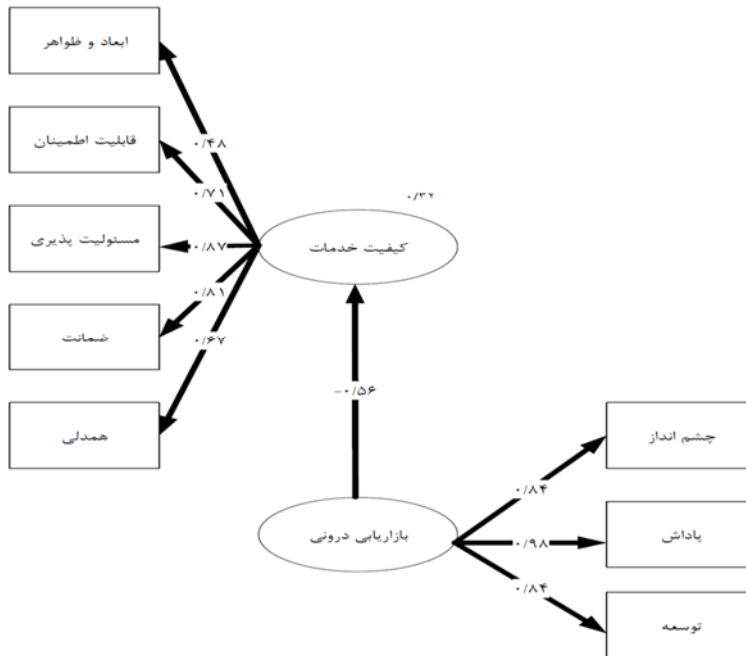 ابعاد و ظواهر
قابلیت اطمینان
مسئولیت پذیری
ضمانت
همدلی
۰/۴۸
۰/۷۱
۰/۸۷
۰/۸۱
۰/۶۷
۰/۳۲
کیفیت خدمات
-۰/۵۶
بازاریابی درونی
۰/۸۴
۰/۹۸
۰/۸۴
چشم انداز
پاداش
توسعه